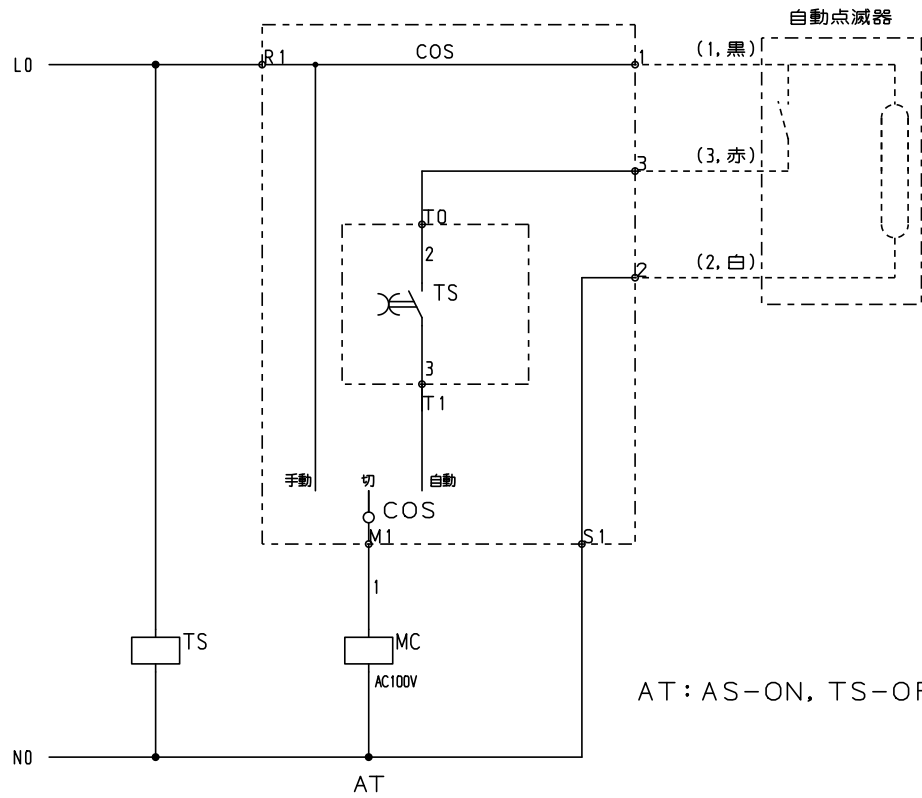 自動点滅器
L0
R1
COS
1
(1,黒)
3
(3,赤)
T0
2
TS
2
(2,白)
3
T1
手動
切
自動
COS
M1
S1
1
TS
MC
AC100V
AT:AS-ON, TS-OF
N0
AT